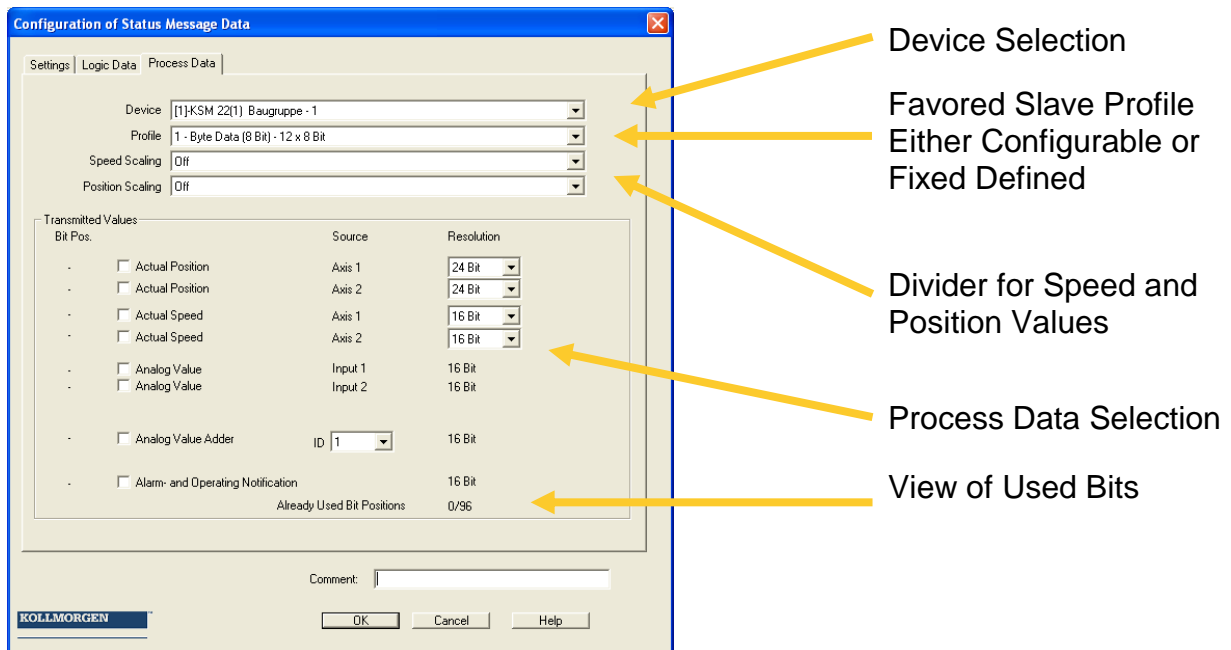 Configuration of Status Message Data
Settings Logic Data Process Data
Device [1]-KSM 22(1) Baugruppe - 1
Profile 1 - Byte Data (8 Bit) - 12 x 8 Bit
Speed Scaling Off
Position Scaling Off
Transmitted Values
Bit Pos. Source Resolution
- Actual Position Axis 1 24 Bit
- Actual Position Axis 2 24 Bit
- Actual Speed Axis 1 16 Bit
- Actual Speed Axis 2 16 Bit
- Analog Value Input 1 16 Bit
- Analog Value Input 2 16 Bit
- Analog Value Adder ID 1 16 Bit
- Alarm- and Operating Notification 16 Bit
Already Used Bit Positions 0/96
Comment:
KOLLMORGEN™
OK Cancel Help
Device Selection
Favored Slave Profile
Either Configurable or
Fixed Defined
Divider for Speed and
Position Values
Process Data Selection
View of Used Bits